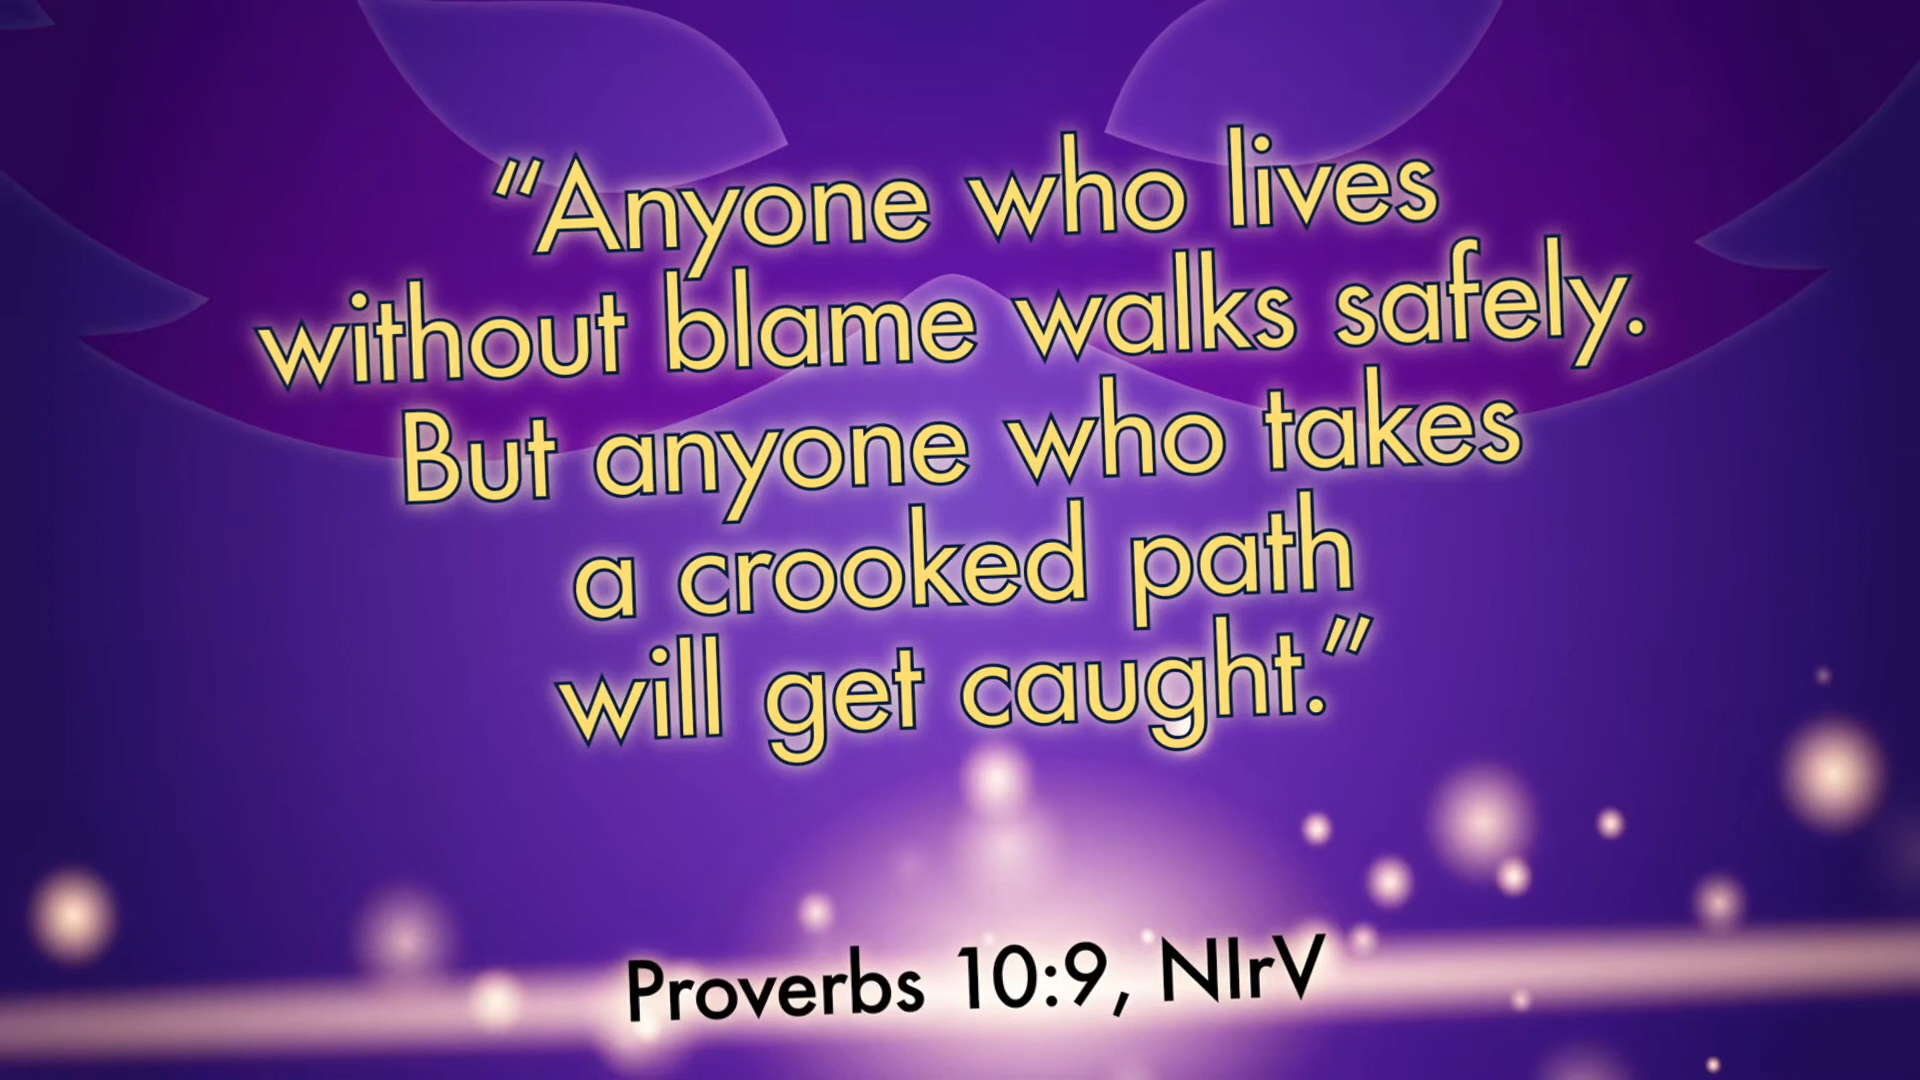 “Anyone who lives
without blame walks safely.
But anyone who takes
a crooked path
will get caught.”
Proverbs 10:9, NIrV